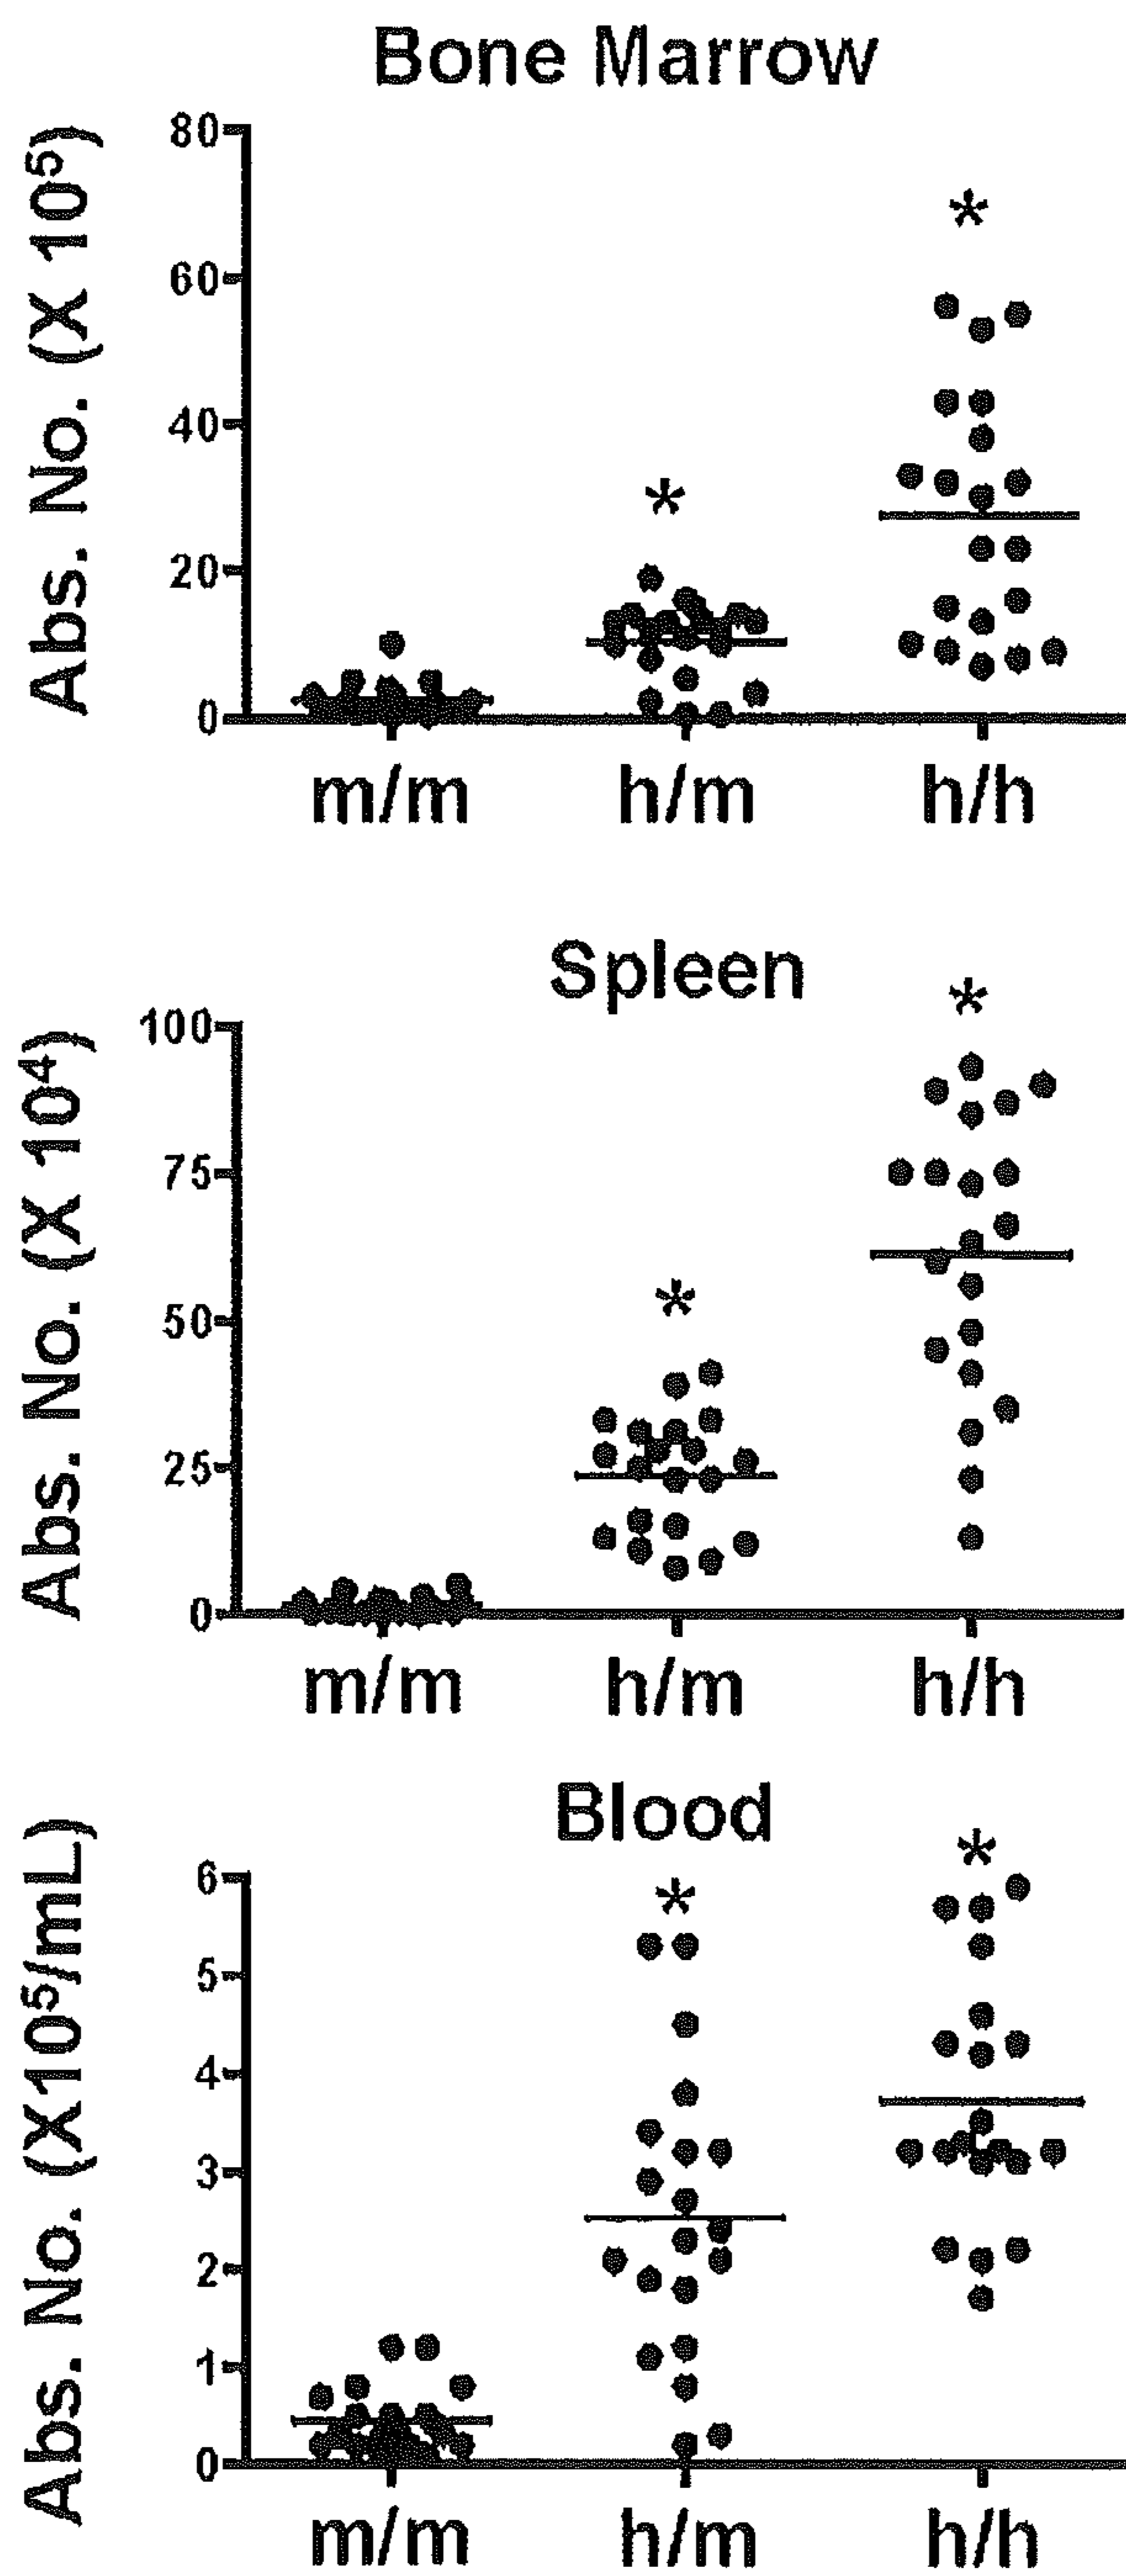 Bone Marrow
Abs. No. (X 10⁵)
80
60
40
20
0
*
*
m/m h/m h/h
Spleen
Abs. No. (X 10⁴)
100
75
50
25
0
*
*
m/m h/m h/h
Blood
Abs. No. (X10⁵/mL)
6
5
4
3
2
1
0
*
*
m/m h/m h/h